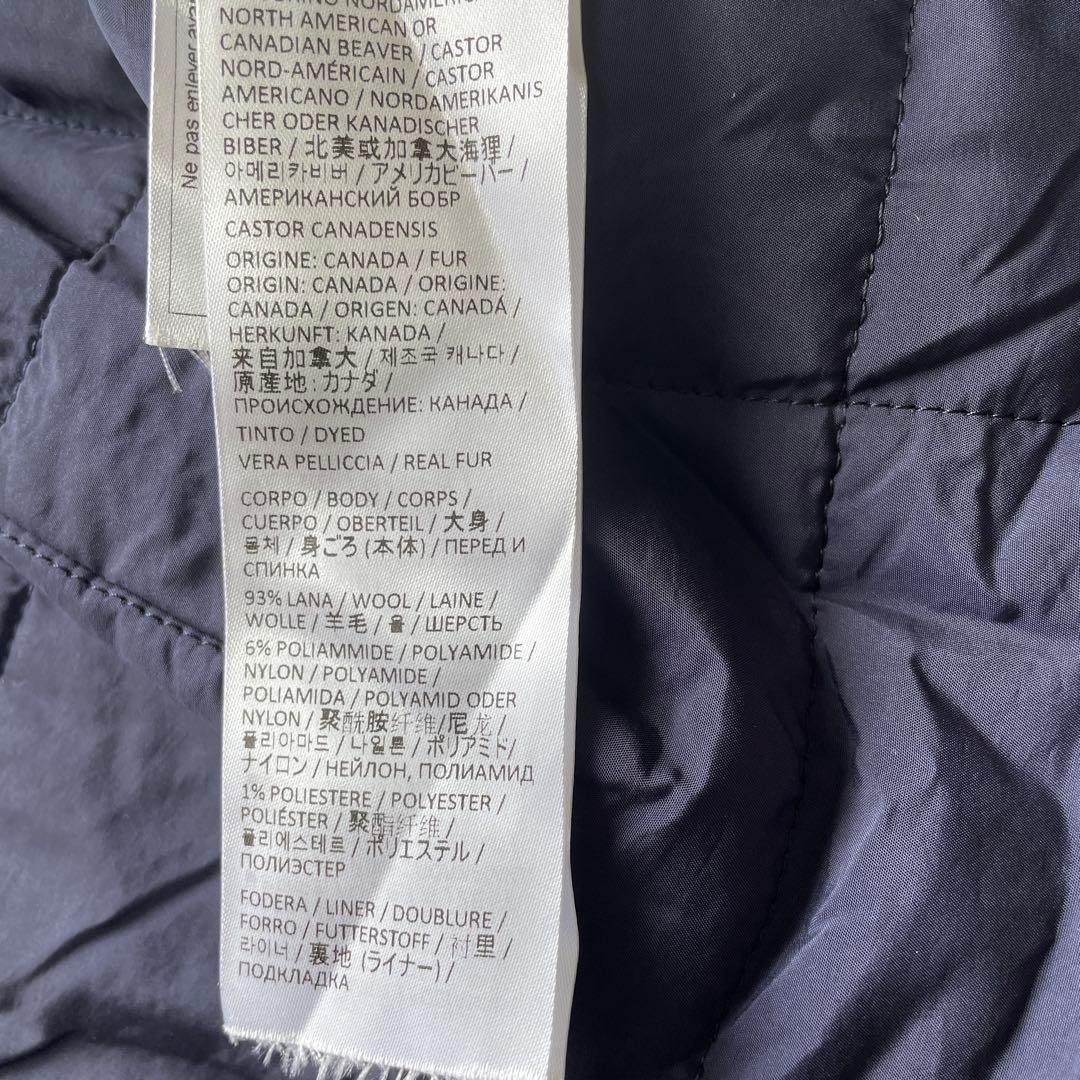 NORTH AMERICAN OR
CANADIAN BEAVER / CASTOR
NORD-AMÉRICAIN / CASTOR
AMERICANO / NORDAMERIKANIS
CHER ODER KANADISCHER
BIBER / 北美或加拿大海狸 /
아메리카비버 / アメリカビーバー /
АМЕРИКАНСКИЙ БОБР
CASTOR CANADENSIS
ORIGINE: CANADA / FUR
ORIGIN: CANADA / ORIGINE:
CANADA / ORIGEN: CANADÁ /
HERKUNFT: KANADA /
来自加拿大 / 제조국 캐나다 /
原産地: カナダ /
ПРОИСХОЖДЕНИЕ: КАНАДА /
TINTO / DYED
VERA PELLICCIA / REAL FUR
CORPO / BODY / CORPS /
CUERPO / OBERTEIL / 大身 /
몸체 / 身ごろ (本体) / ПЕРЕД И
СПИНКА
93% LANA / WOOL / LAINE /
WOLLE / 羊毛 / 울 / ШЕРСТЬ
6% POLIAMMIDE / POLYAMIDE /
NYLON / POLYAMIDE /
POLIAMIDA / POLYAMID ODER
NYLON / 聚酰胺纤维/尼龙 /
폴리아마드 / 나일론 / ポリアミド/
ナイロン / НЕЙЛОН, ПОЛИАМИД
1% POLIESTERE / POLYESTER /
POLIÉSTER / 聚酯纤维 /
폴리에스테르 / ポリエステル /
ПОЛИЭСТЕР
FODERA / LINER / DOUBLURE /
FORRO / FUTTERSTOFF / 衬里 /
라이너 / 裏地 (ライナー) /
ПОДКЛАДКА
Ne pas enlever